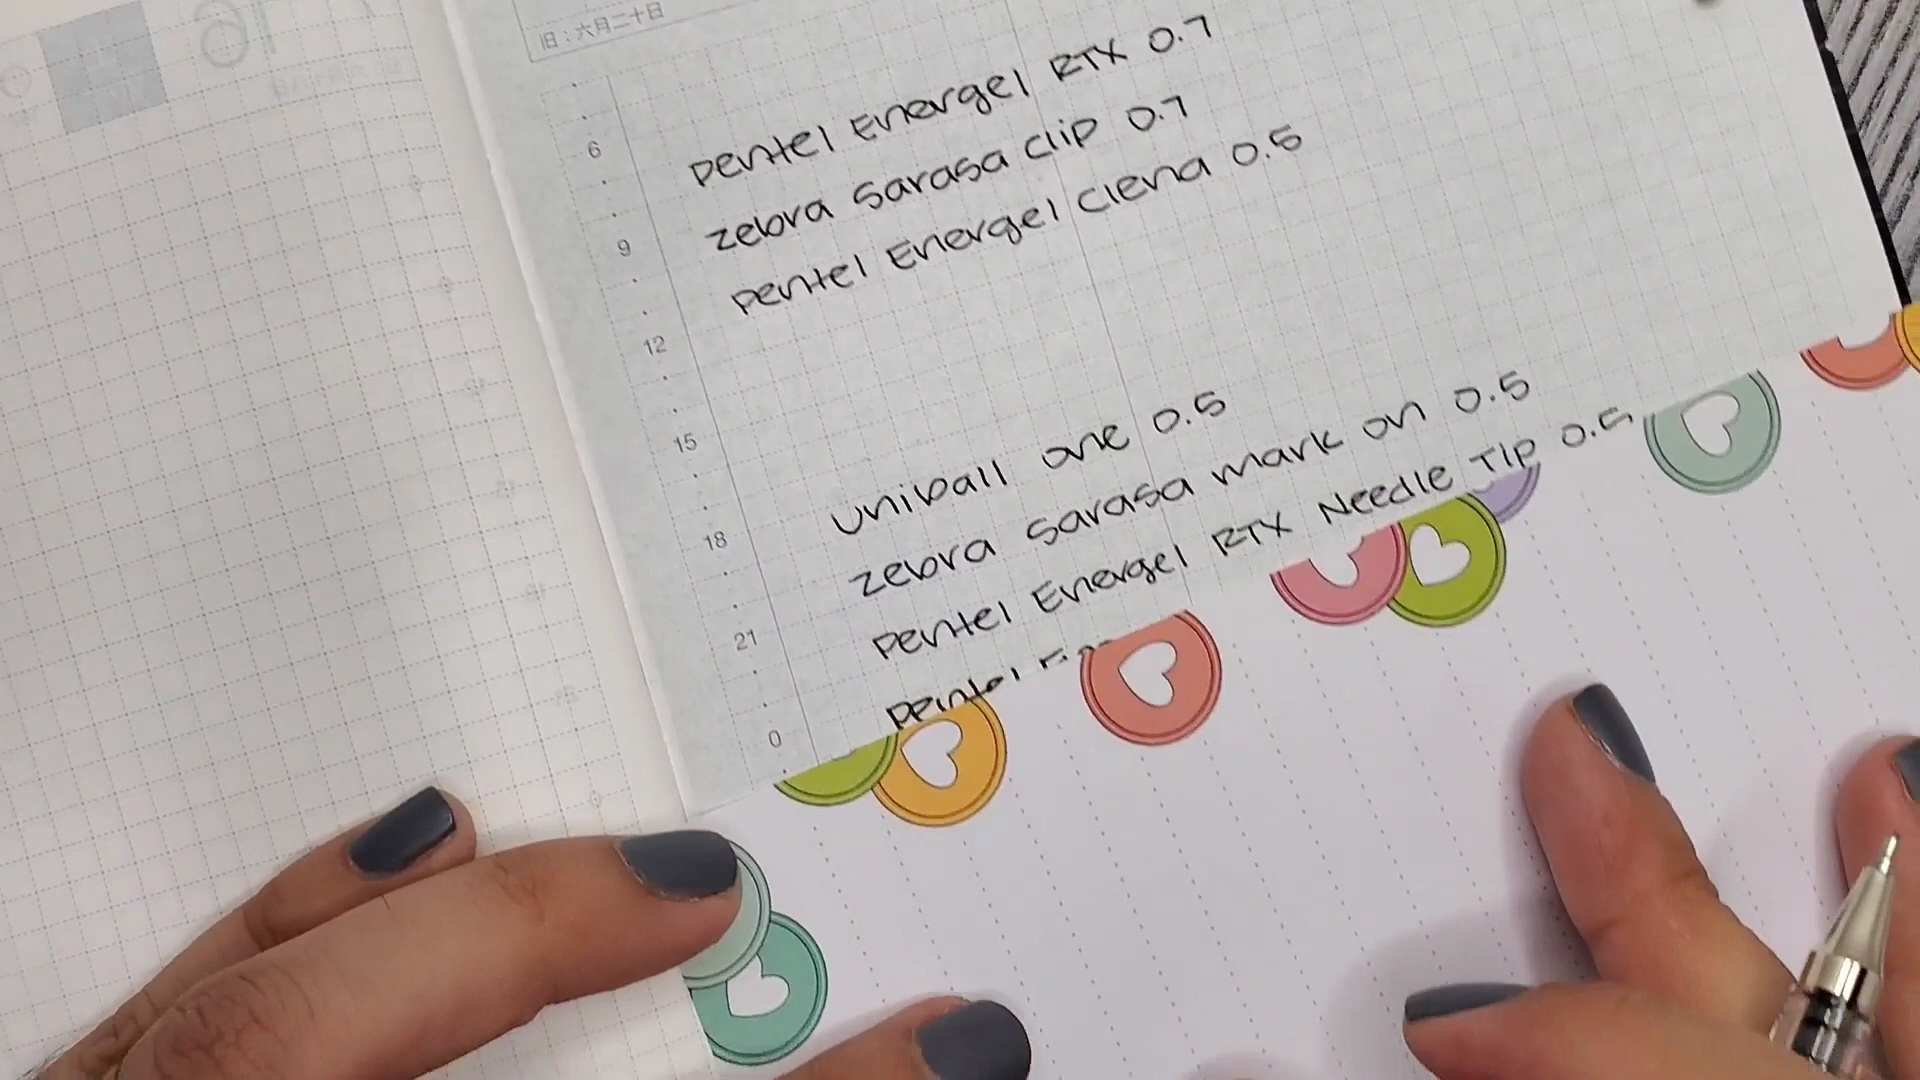 旧:六月二十日
6
9
12
15
18
21
0
Pentel Energel RTX 0.7
Zebra Sarasa Clip 0.7
Pentel Energel Clena 0.5
Uniball one 0.5
Zebra Sarasa mark on 0.5
Pentel Energel RTX Needle Tip 0.5